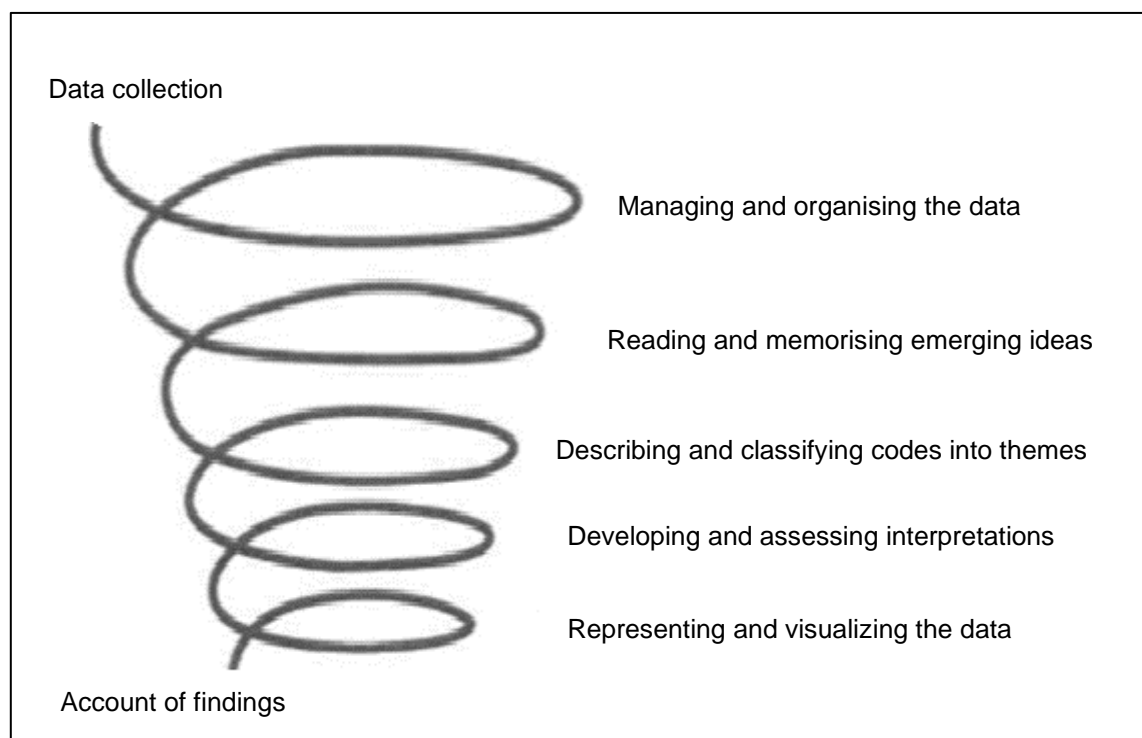 Data collection
Managing and organising the data
Reading and memorising emerging ideas
Describing and classifying codes into themes
Developing and assessing interpretations
Representing and visualizing the data
Account of findings